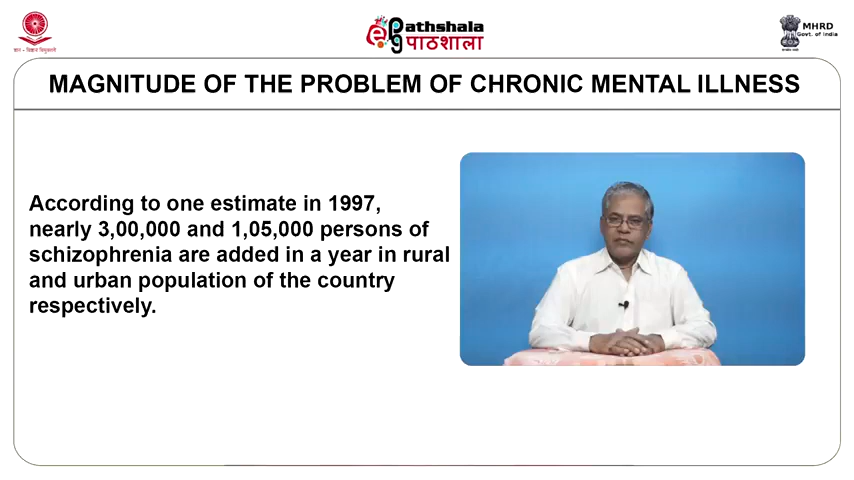 ज्ञान - विज्ञान विमुक्तये
ePathshala
पाठशाला
MHRD
Govt. of India
MAGNITUDE OF THE PROBLEM OF CHRONIC MENTAL ILLNESS
According to one estimate in 1997,
nearly 3,00,000 and 1,05,000 persons of
schizophrenia are added in a year in rural
and urban population of the country
respectively.